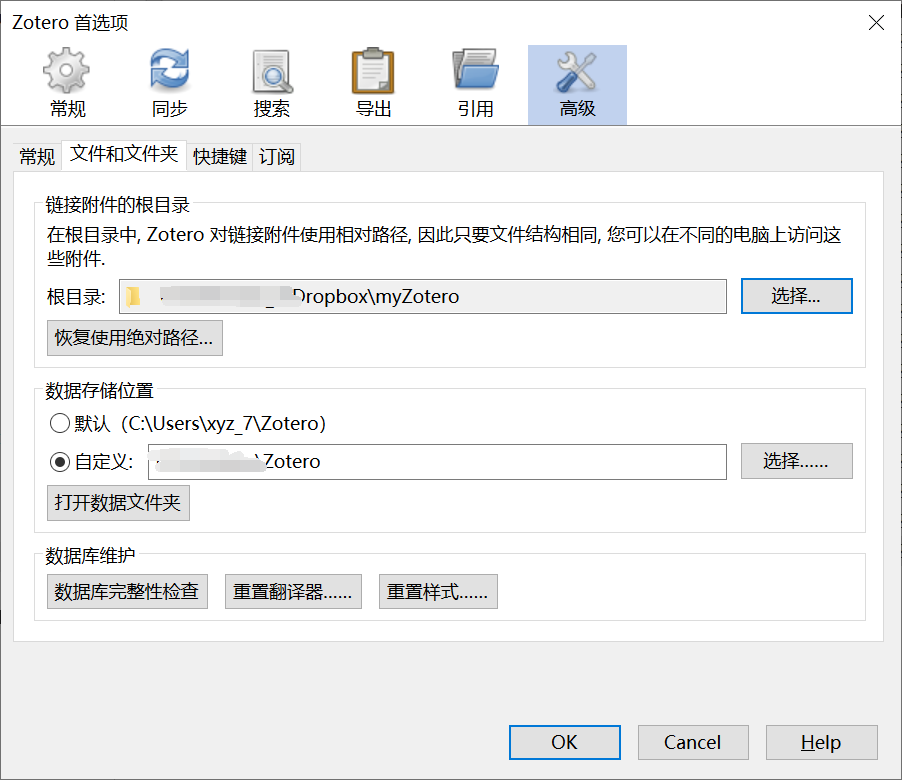 Zotero 首选项
常规 同步 搜索 导出 引用 高级
常规 文件和文件夹 快捷键 订阅
链接附件的根目录
在根目录中, Zotero 对链接附件使用相对路径, 因此只要文件结构相同, 您可以在不同的电脑上访问这
些附件.
根目录: Dropbox\myZotero 选择...
恢复使用绝对路径...
数据存储位置
默认（C:\Users\xyz_7\Zotero）
自定义: \Zotero 选择……
打开数据文件夹
数据库维护
数据库完整性检查 重置翻译器…… 重置样式……
OK Cancel Help